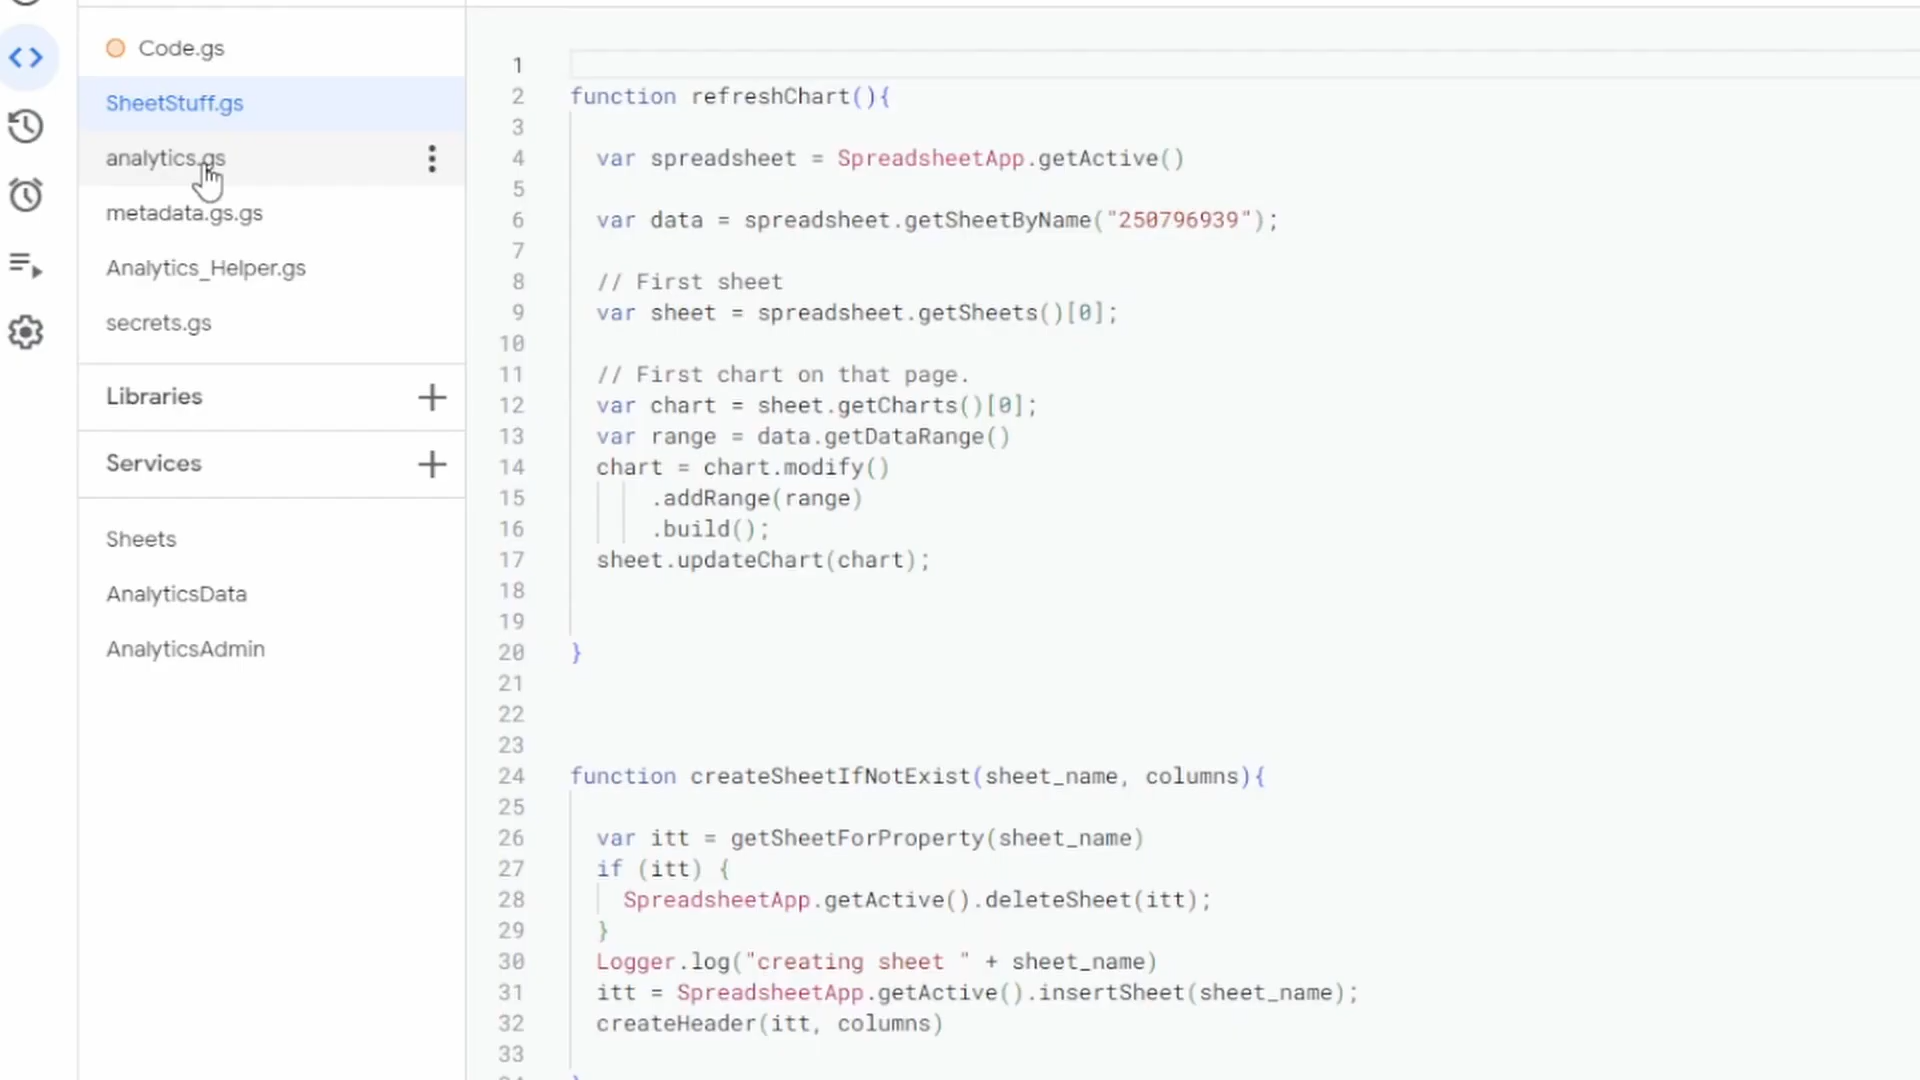 Code.gs
SheetStuff.gs
analytics.gs
metadata.gs.gs
Analytics_Helper.gs
secrets.gs
Libraries
Services
Sheets
AnalyticsData
AnalyticsAdmin
1
2 function refreshChart(){
3
4 var spreadsheet = SpreadsheetApp.getActive()
5
6 var data = spreadsheet.getSheetByName("250796939");
7
8 // First sheet
9 var sheet = spreadsheet.getSheets()[0];
10
11 // First chart on that page.
12 var chart = sheet.getCharts()[0];
13 var range = data.getDataRange()
14 chart = chart.modify()
15 .addRange(range)
16 .build();
17 sheet.updateChart(chart);
18
19
20 }
21
22
23
24 function createSheetIfNotExist(sheet_name, columns){
25
26 var itt = getSheetForProperty(sheet_name)
27 if (itt) {
28 SpreadsheetApp.getActive().deleteSheet(itt);
29 }
30 Logger.log("creating sheet " + sheet_name)
31 itt = SpreadsheetApp.getActive().insertSheet(sheet_name);
32 createHeader(itt, columns)
33